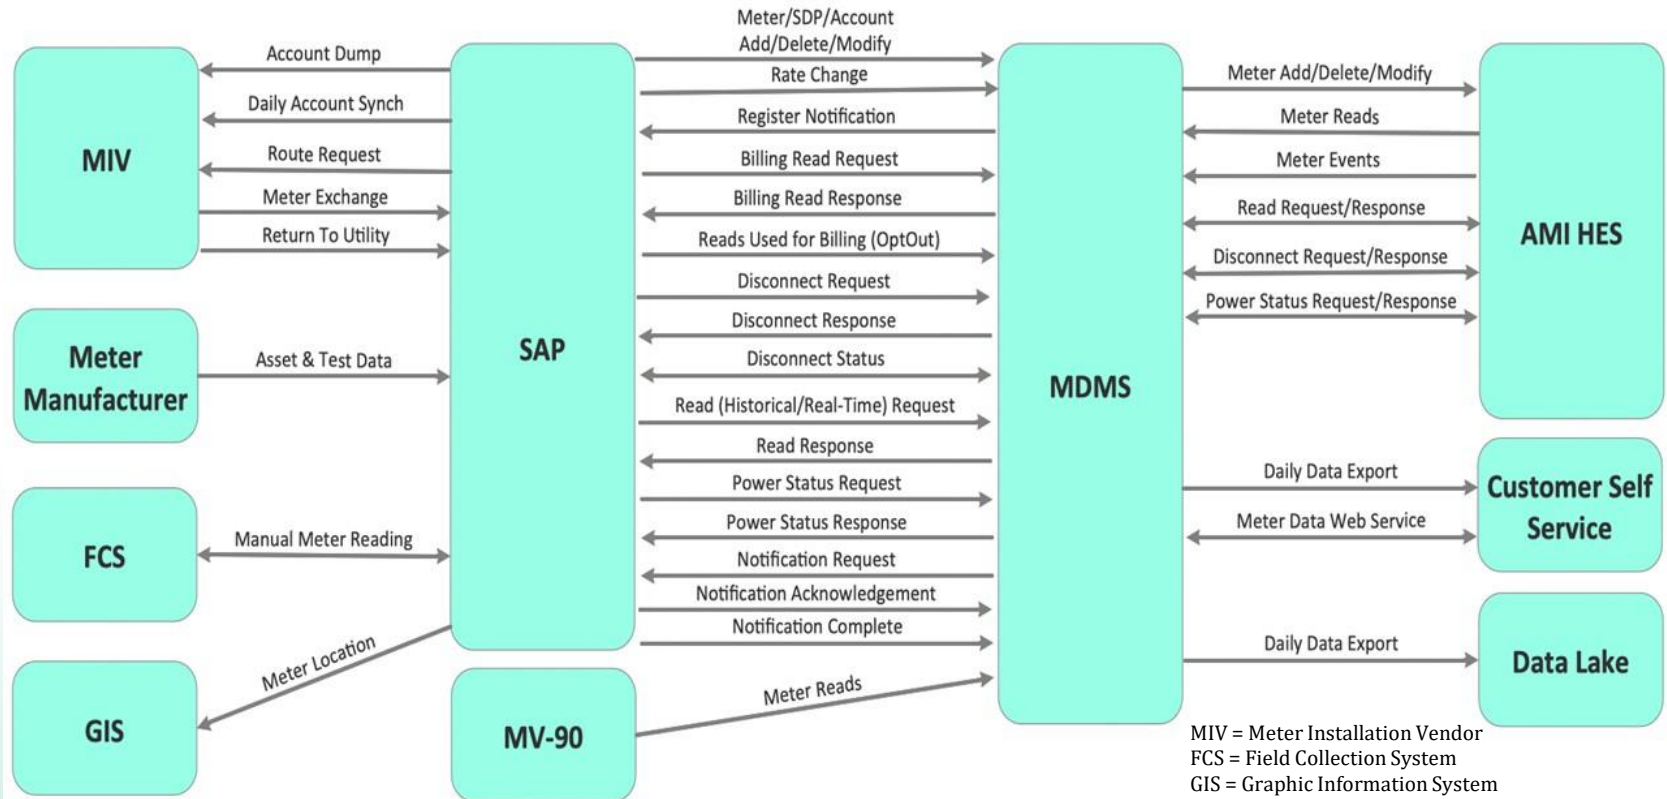 MIV
Account Dump
Daily Account Synch
Route Request
Meter Exchange
Return To Utility
Meter
Manufacturer
Asset & Test Data
FCS
Manual Meter Reading
GIS
Meter Location
SAP
MV-90
Meter Reads
Meter/SDP/Account
Add/Delete/Modify
Rate Change
Register Notification
Billing Read Request
Billing Read Response
Reads Used for Billing (OptOut)
Disconnect Request
Disconnect Response
Disconnect Status
Read (Historical/Real-Time) Request
Read Response
Power Status Request
Power Status Response
Notification Request
Notification Acknowledgement
Notification Complete
MDMS
Meter Add/Delete/Modify
Meter Reads
Meter Events
Read Request/Response
Disconnect Request/Response
Power Status Request/Response
AMI HES
Daily Data Export
Meter Data Web Service
Customer Self
Service
Daily Data Export
Data Lake
MIV = Meter Installation Vendor
FCS = Field Collection System
GIS = Graphic Information System